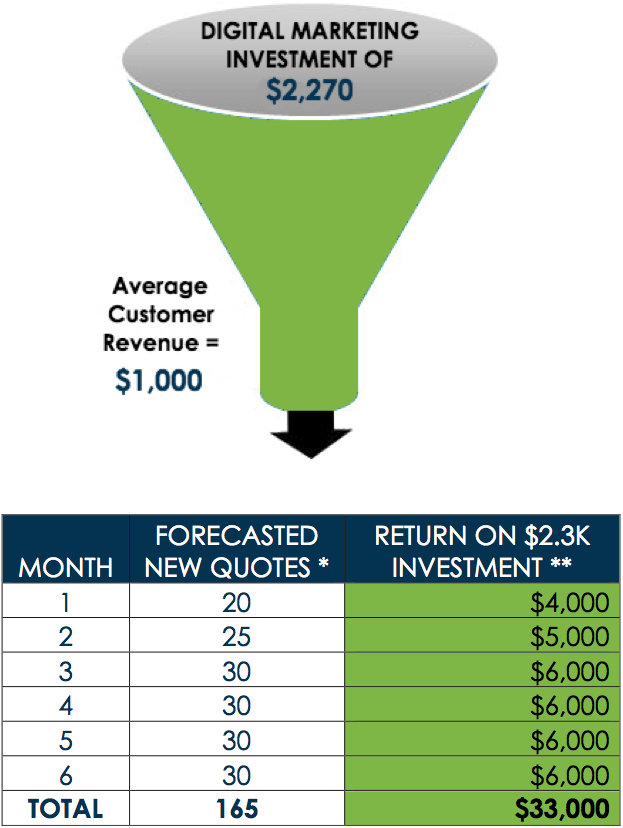 DIGITAL MARKETING
INVESTMENT OF
$2,270
Average
Customer
Revenue =
$1,000
MONTH FORECASTED NEW QUOTES * RETURN ON $2.3K INVESTMENT **
1 20 $4,000
2 25 $5,000
3 30 $6,000
4 30 $6,000
5 30 $6,000
6 30 $6,000
TOTAL 165 $33,000